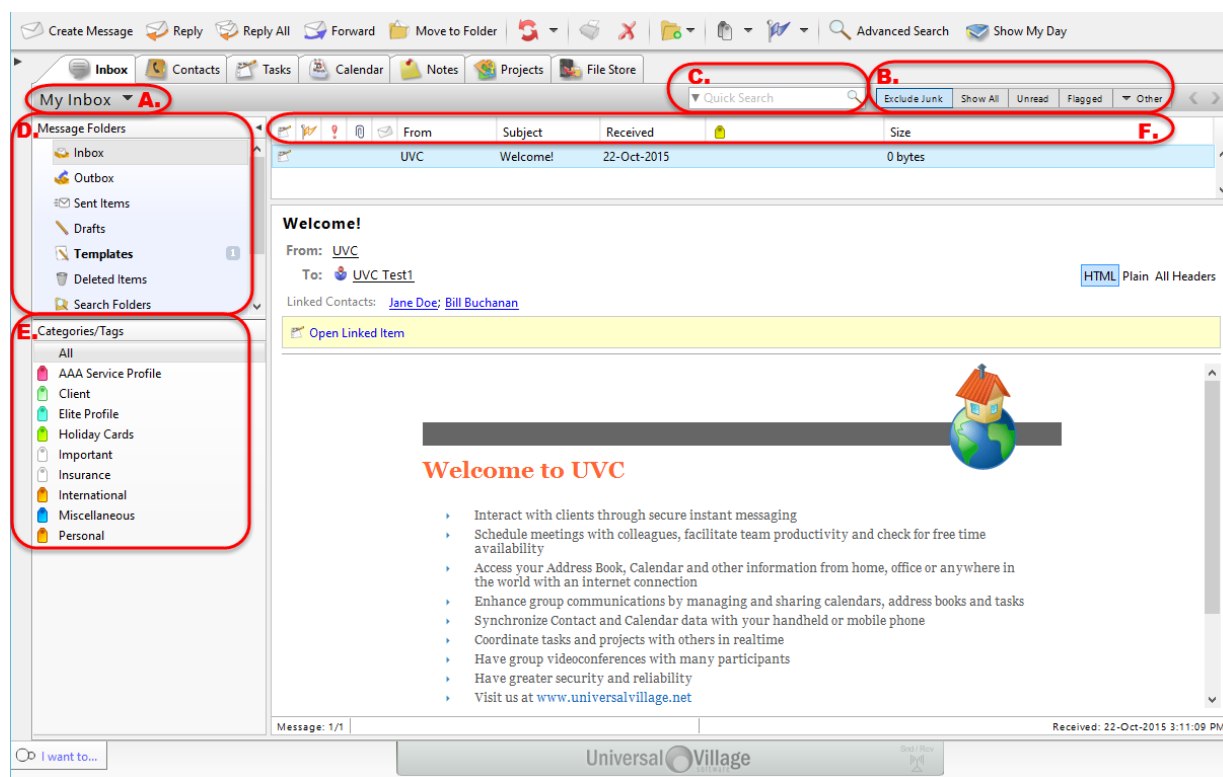 Create Message Reply Reply All Forward Move to Folder Advanced Search Show My Day
Inbox Contacts Tasks Calendar Notes Projects File Store
My Inbox A. C. Quick Search B. Exclude Junk Show All Unread Flagged Other
D. Message Folders
Inbox
Outbox
Sent Items
Drafts
Templates 1
Deleted Items
Search Folders
E. Categories/Tags
All
AAA Service Profile
Client
Elite Profile
Holiday Cards
Important
Insurance
International
Miscellaneous
Personal
From Subject Received Size F.
UVC Welcome! 22-Oct-2015 0 bytes
Welcome!
From: UVC
To: UVC Test1
HTML Plain All Headers
Linked Contacts: Jane Doe; Bill Buchanan
Open Linked Item
Welcome to UVC
Interact with clients through secure instant messaging
Schedule meetings with colleagues, facilitate team productivity and check for free time
availability
Access your Address Book, Calendar and other information from home, office or anywhere in
the world with an internet connection
Enhance group communications by managing and sharing calendars, address books and tasks
Synchronize Contact and Calendar data with your handheld or mobile phone
Coordinate tasks and projects with others in realtime
Have group videoconferences with many participants
Have greater security and reliability
Visit us at www.universalvillage.net
Message: 1/1 Received: 22-Oct-2015 3:11:09 PM
I want to... Universal Village Snd / Rcv